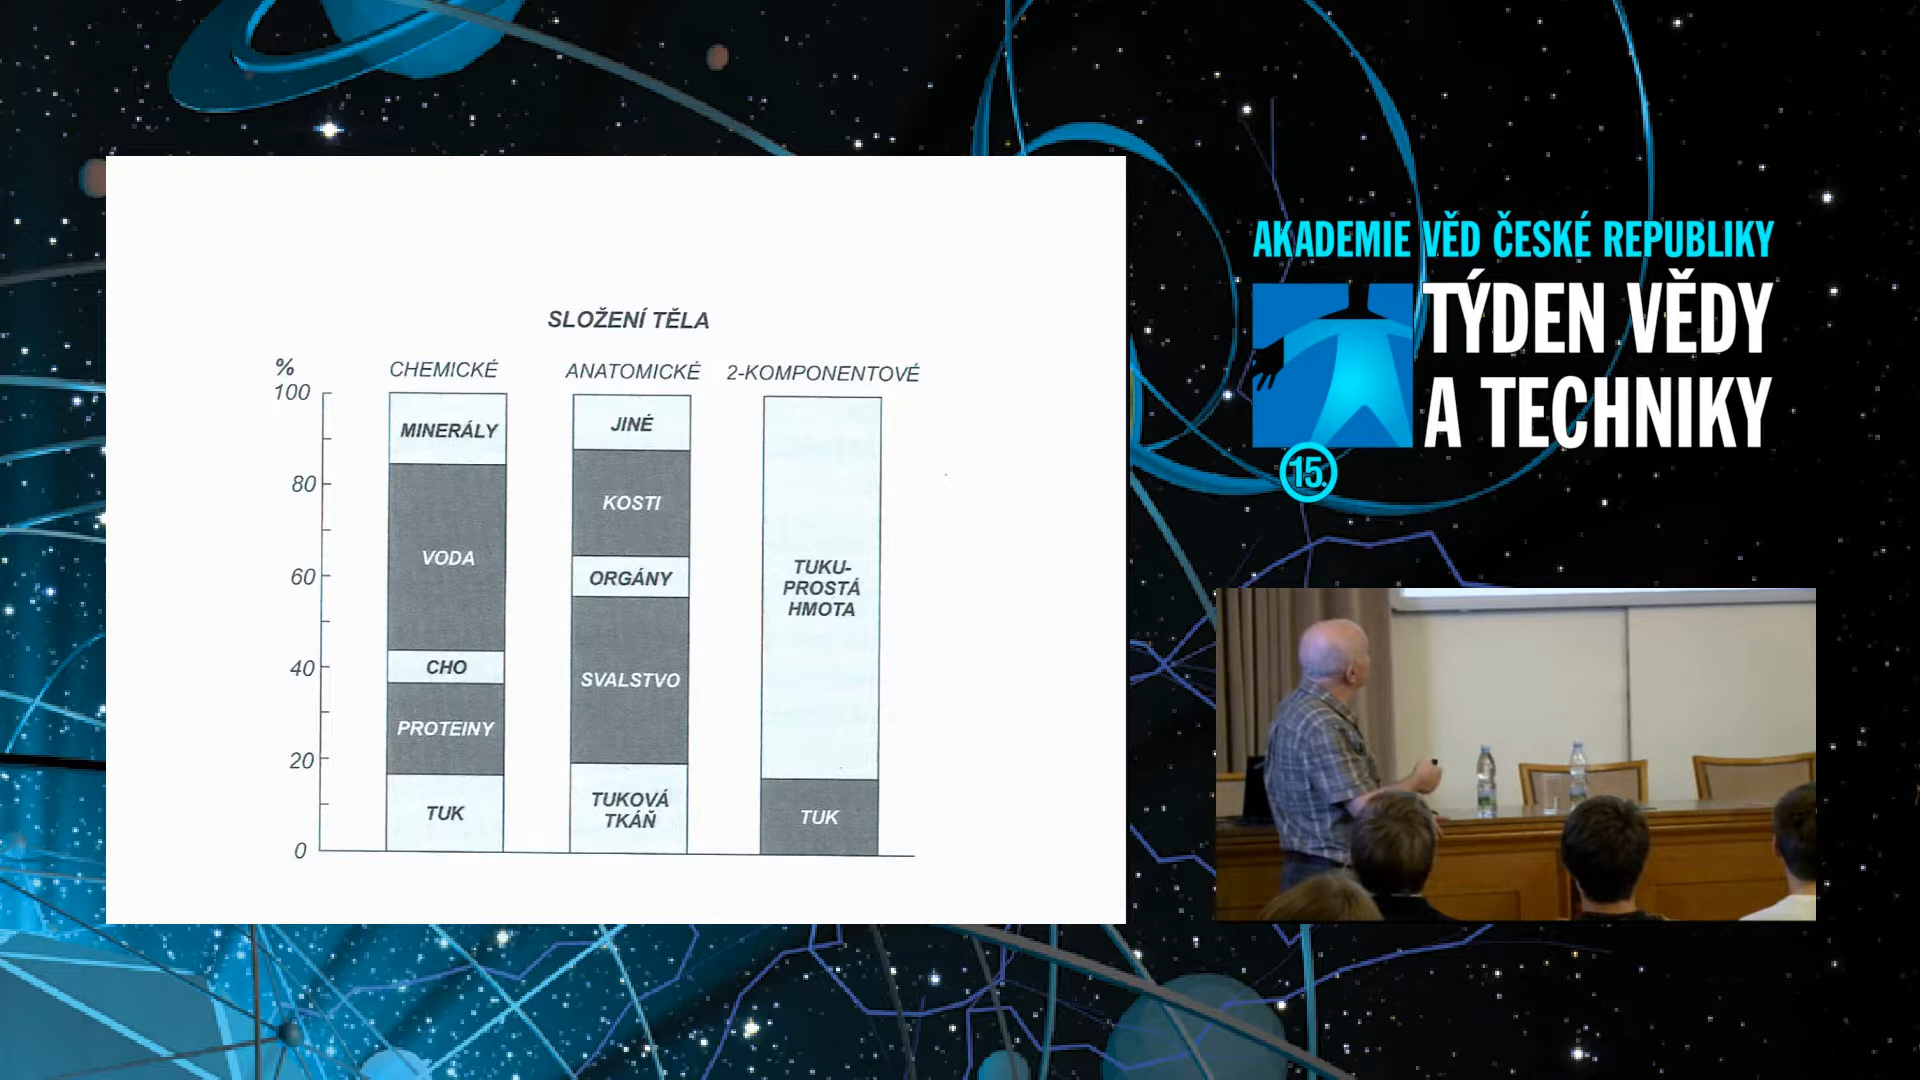 SLOŽENÍ TĚLA
%
CHEMICKÉ
ANATOMICKÉ
2-KOMPONENTOVÉ
100
80
60
40
20
0
MINERÁLY
VODA
CHO
PROTEINY
TUK
JINÉ
KOSTI
ORGÁNY
SVALSTVO
TUKOVÁ
TKÁŇ
TUKU-
PROSTÁ
HMOTA
TUK
AKADEMIE VĚD ČESKÉ REPUBLIKY
TÝDEN VĚDY
A TECHNIKY
15.